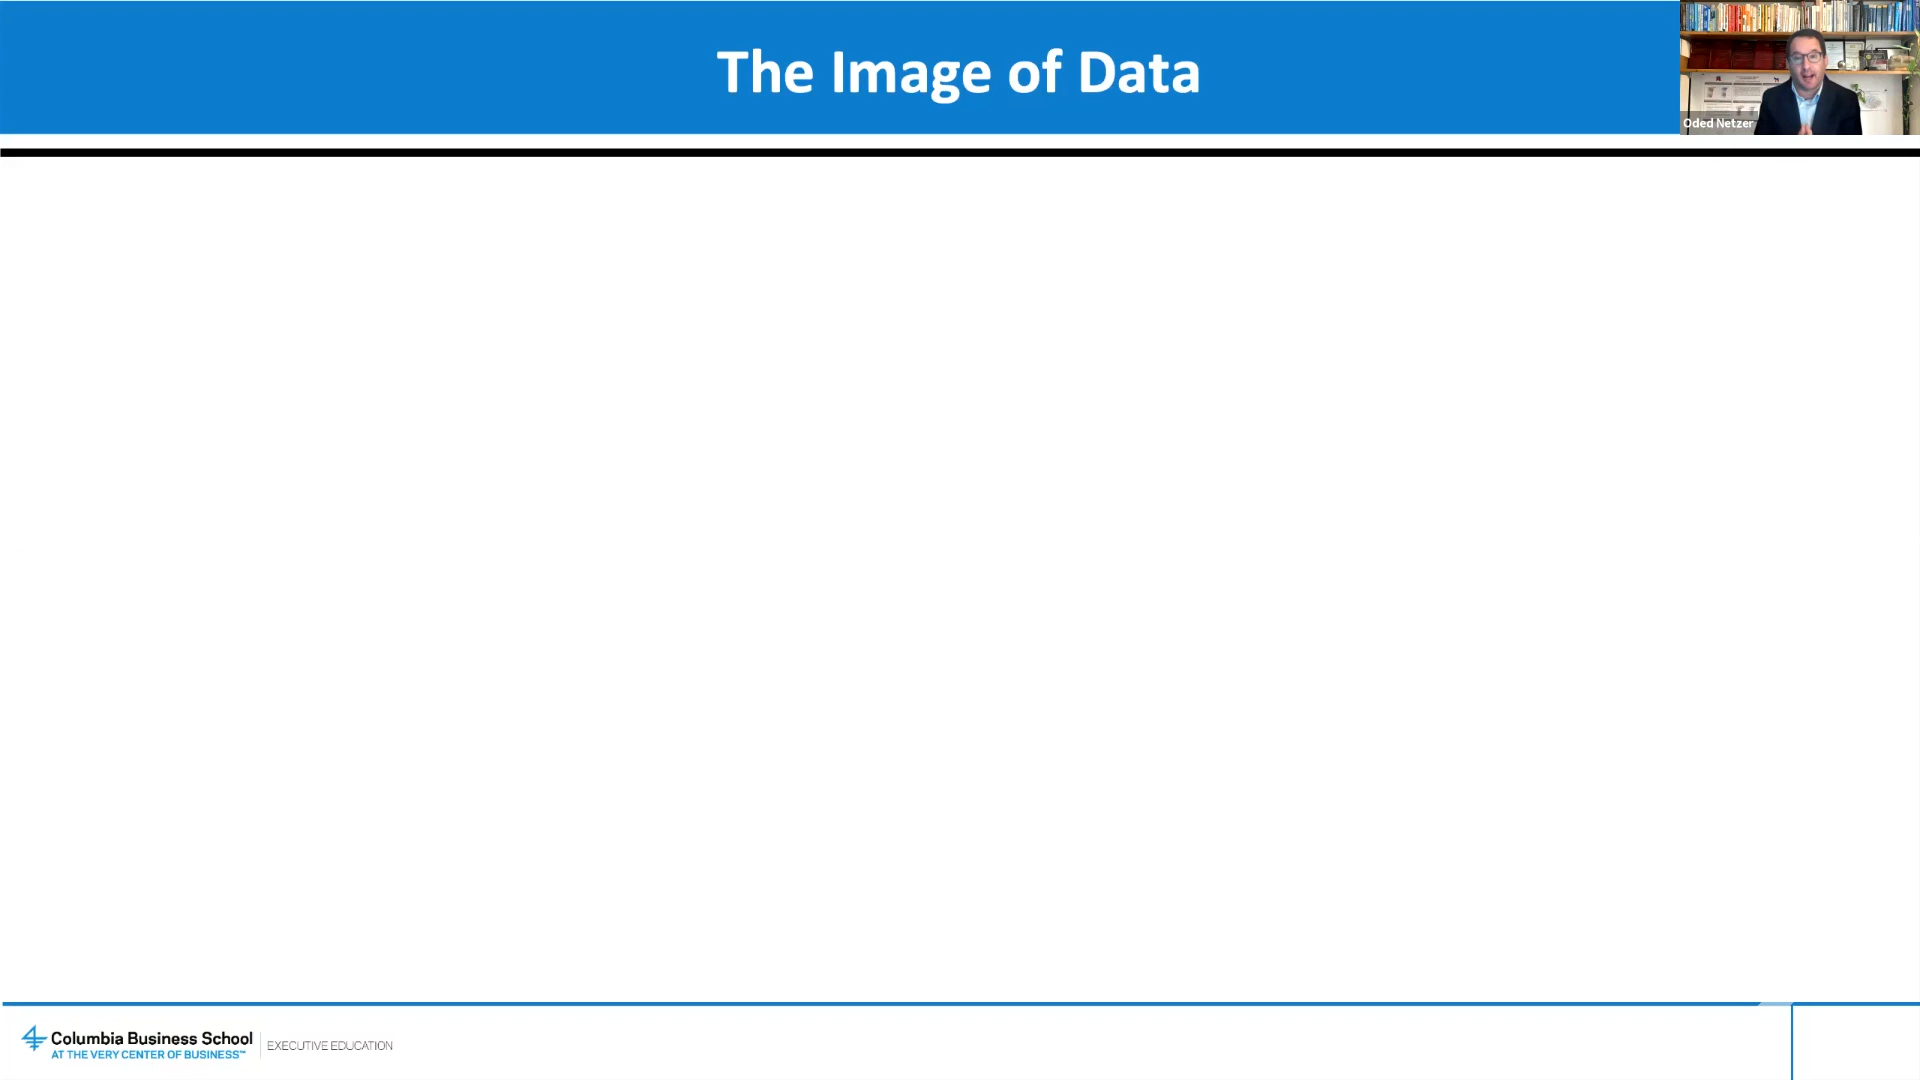 The Image of Data
Oded Netzer
Columbia Business School
AT THE VERY CENTER OF BUSINESS™
EXECUTIVE EDUCATION